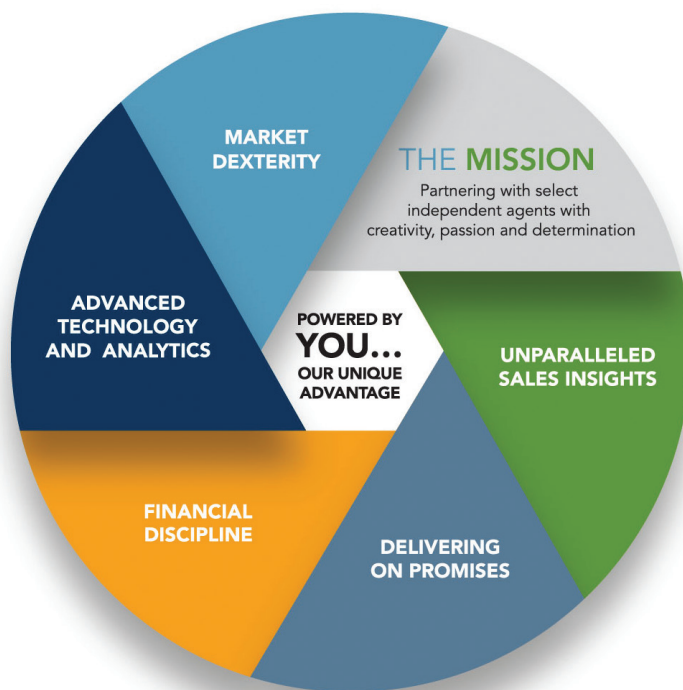 MARKET
DEXTERITY
THE MISSION
Partnering with select
independent agents with
creativity, passion and determination
ADVANCED
TECHNOLOGY
AND ANALYTICS
POWERED BY
YOU...
OUR UNIQUE
ADVANTAGE
UNPARALLELED
SALES INSIGHTS
FINANCIAL
DISCIPLINE
DELIVERING
ON PROMISES